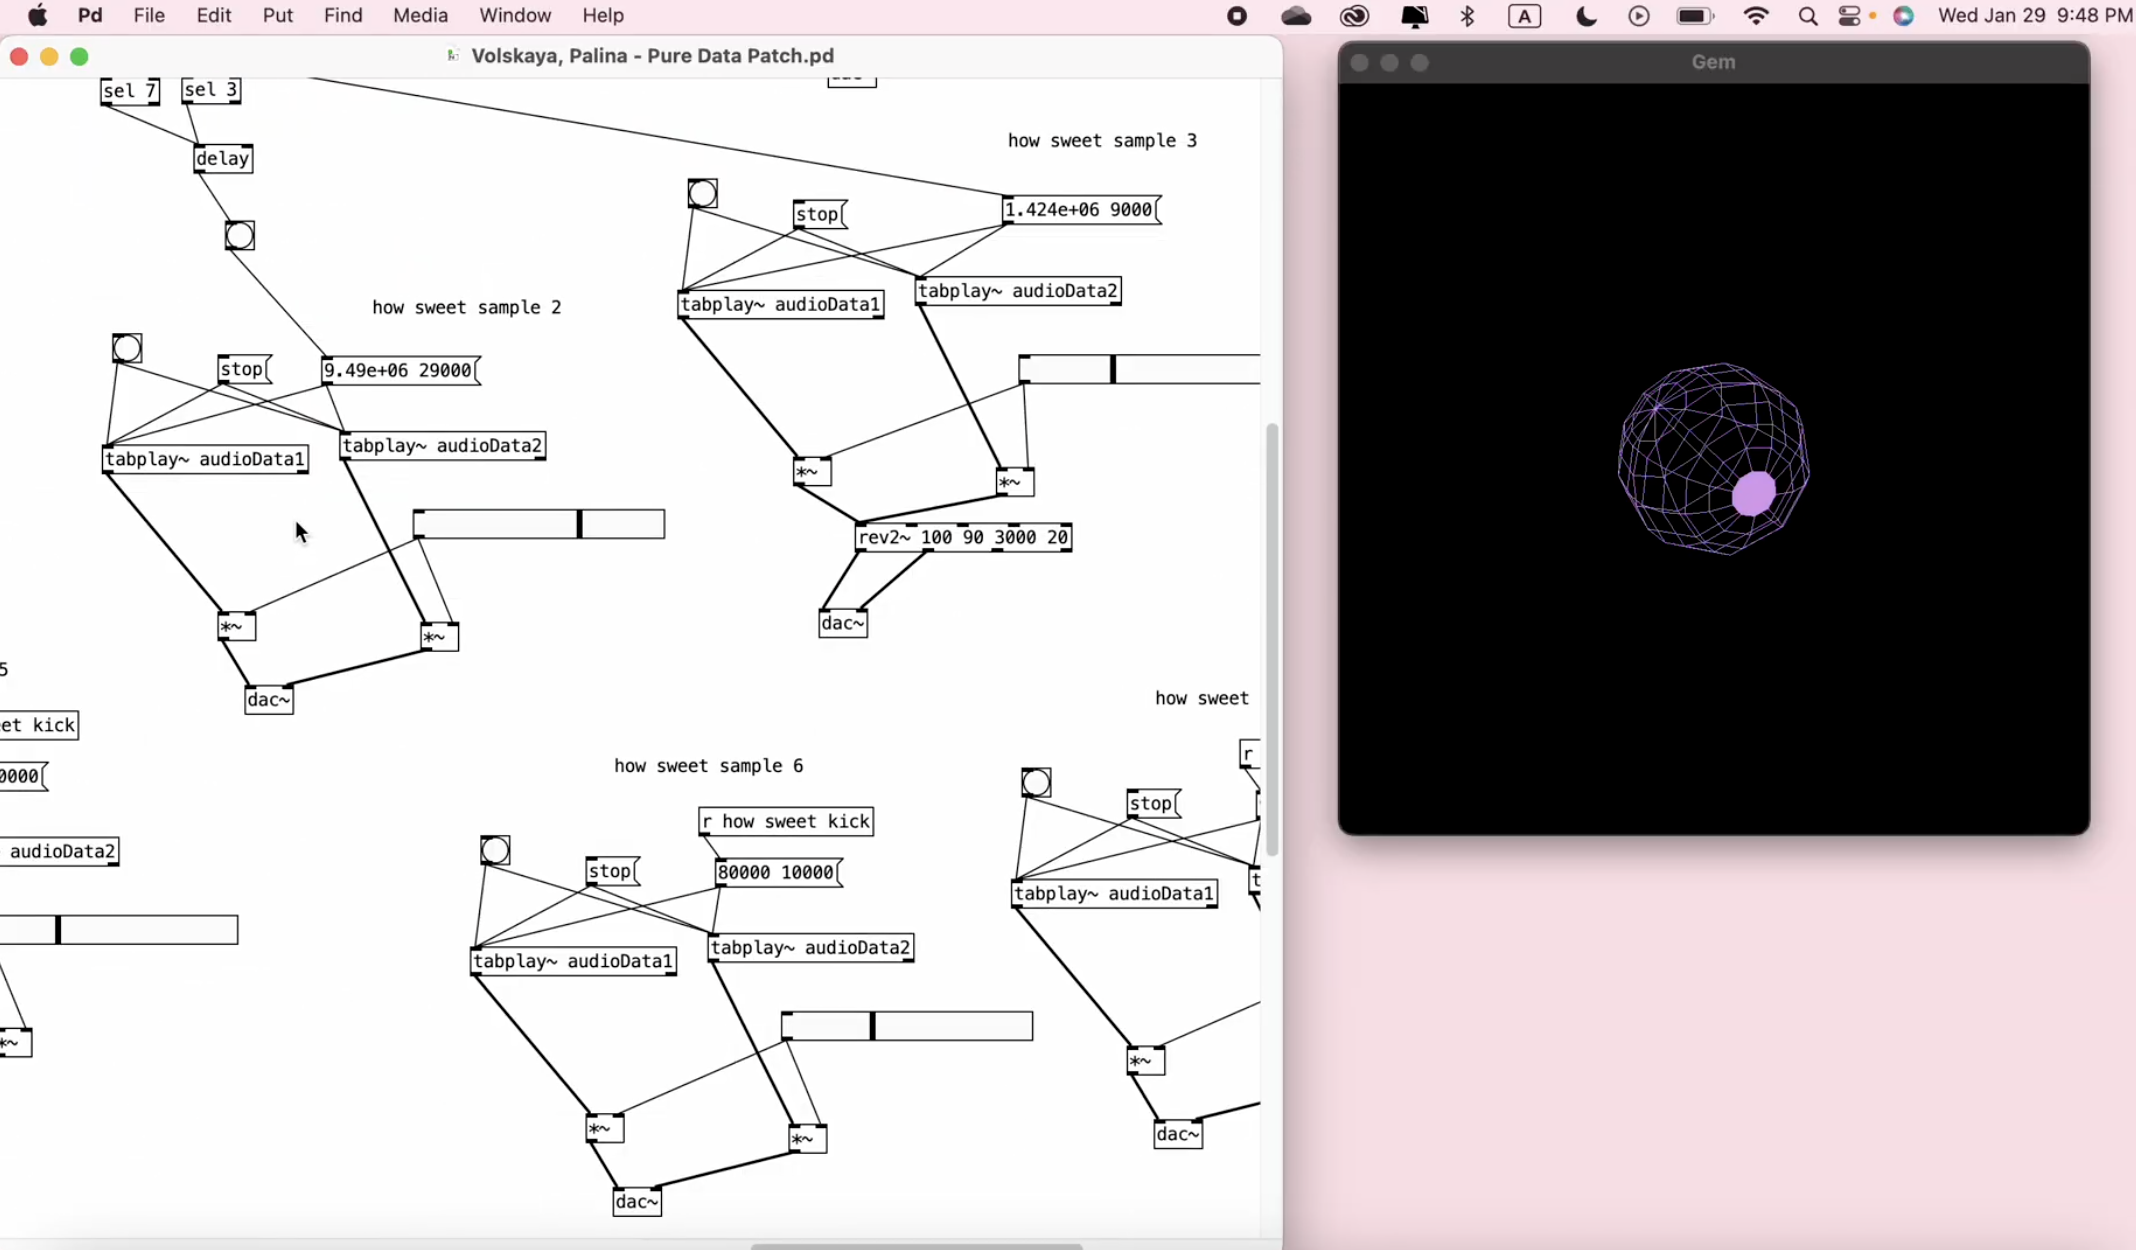 Pd File Edit Put Find Media Window Help
A
Wed Jan 29 9:48 PM
Volskaya, Palina - Pure Data Patch.pd
Gem
sel 7
sel 3
delay
how sweet sample 3
stop
1.424e+06 9000
tabplay~ audioData1
tabplay~ audioData2
*~
*~
rev2~ 100 90 3000 20
dac~
how sweet sample 2
stop
9.49e+06 29000
tabplay~ audioData1
tabplay~ audioData2
*~
*~
dac~
5
et kick
0000
audioData2
*~
how sweet sample 6
r how sweet kick
stop
80000 10000
tabplay~ audioData1
tabplay~ audioData2
*~
*~
dac~
how sweet
r
stop
tabplay~ audioData1
t
*~
dac~